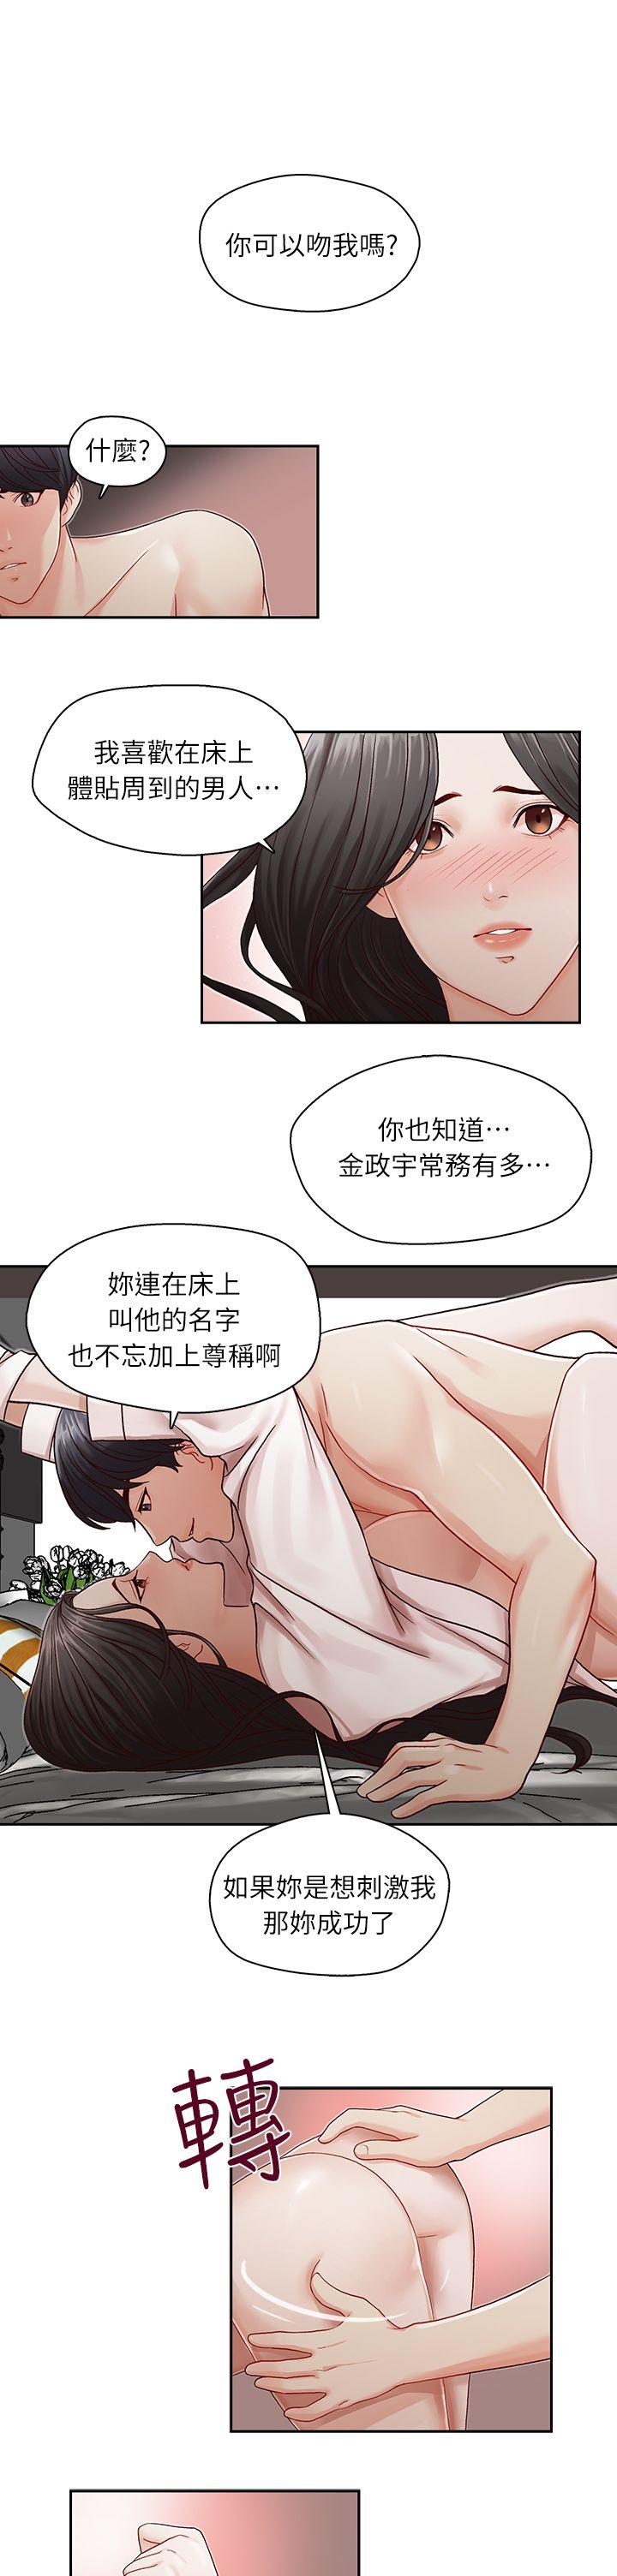 你可以吻我嗎?
什麼?
我喜歡在床上
體貼周到的男人…
你也知道…
金政宇常務有多…
妳連在床上
叫他的名字
也不忘加上尊稱啊
如果妳是想刺激我
那妳成功了
轉